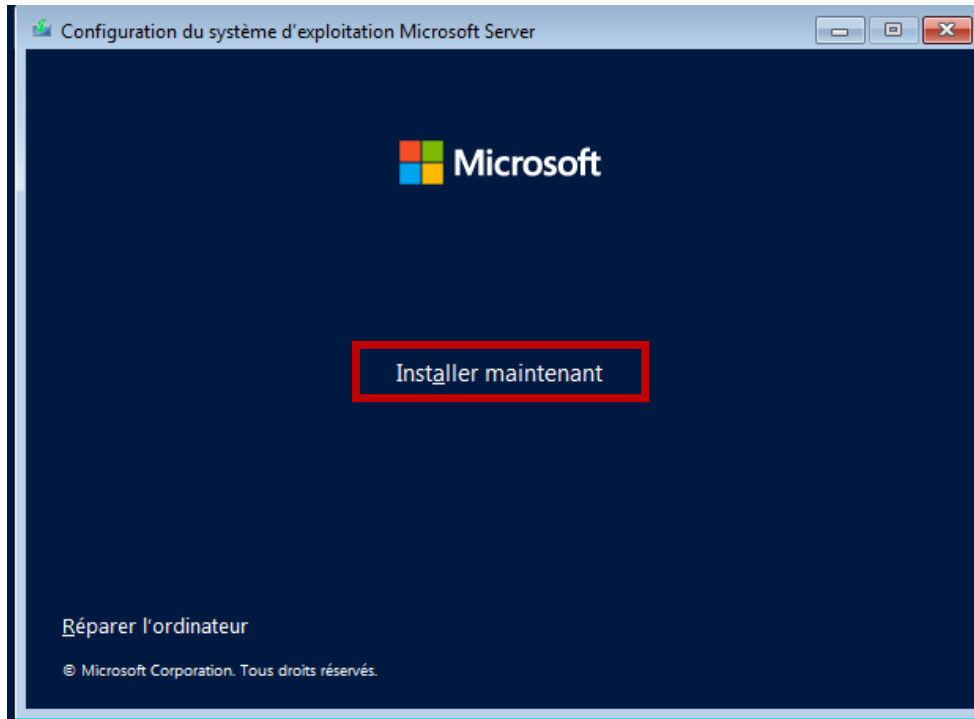 Configuration du système d'exploitation Microsoft Server
Microsoft
Installer maintenant
Réparer l'ordinateur
© Microsoft Corporation. Tous droits réservés.